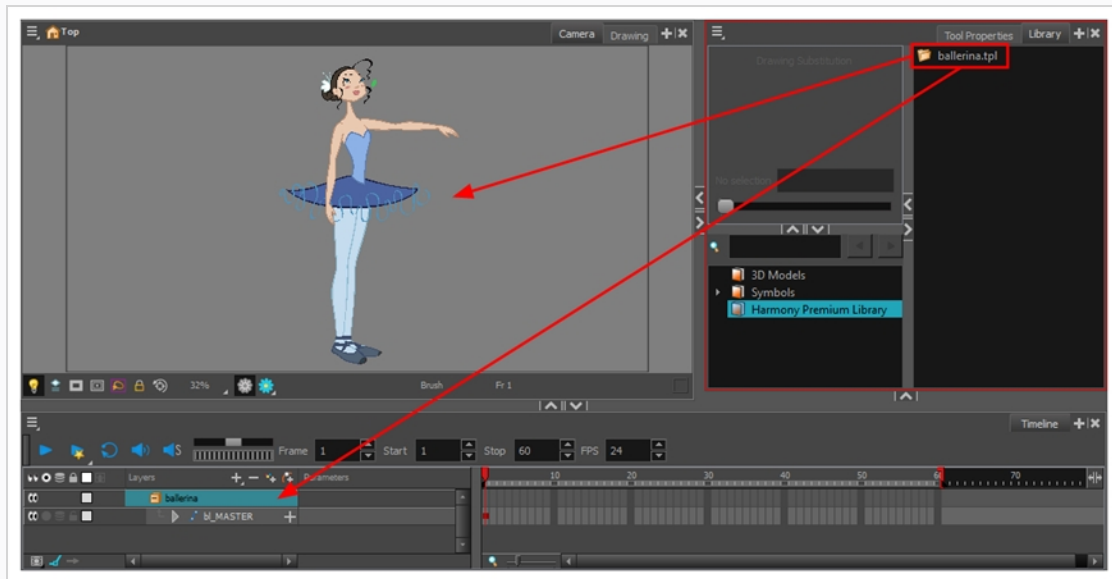 Top
Camera Drawing
Tool Properties Library
ballerina.tpl
Drawing Substitution
No selection
3D Models
Symbols
Harmony Premium Library
32% Brush Fr 1
Timeline
Frame 1 Start 1 Stop 60 FPS 24
Layers Parameters
10 20 30 40 50 60 70
ballerina
bl_MASTER